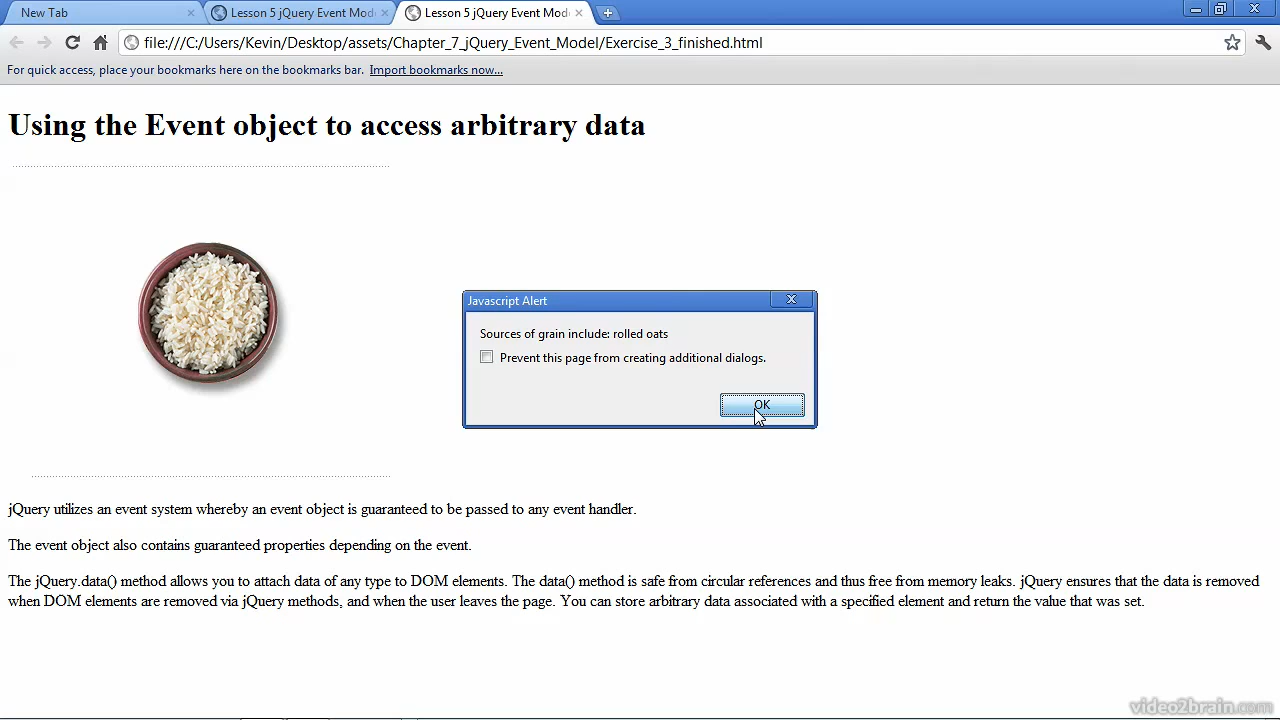 New Tab
Lesson 5 jQuery Event Mode
Lesson 5 jQuery Event Mode
file:///C:/Users/Kevin/Desktop/assets/Chapter_7_jQuery_Event_Model/Exercise_3_finished.html
For quick access, place your bookmarks here on the bookmarks bar. Import bookmarks now...
Using the Event object to access arbitrary data
Javascript Alert
Sources of grain include: rolled oats
Prevent this page from creating additional dialogs.
OK
jQuery utilizes an event system whereby an event object is guaranteed to be passed to any event handler.
The event object also contains guaranteed properties depending on the event.
The jQuery.data() method allows you to attach data of any type to DOM elements. The data() method is safe from circular references and thus free from memory leaks. jQuery ensures that the data is removed
when DOM elements are removed via jQuery methods, and when the user leaves the page. You can store arbitrary data associated with a specified element and return the value that was set.
video2brain.com